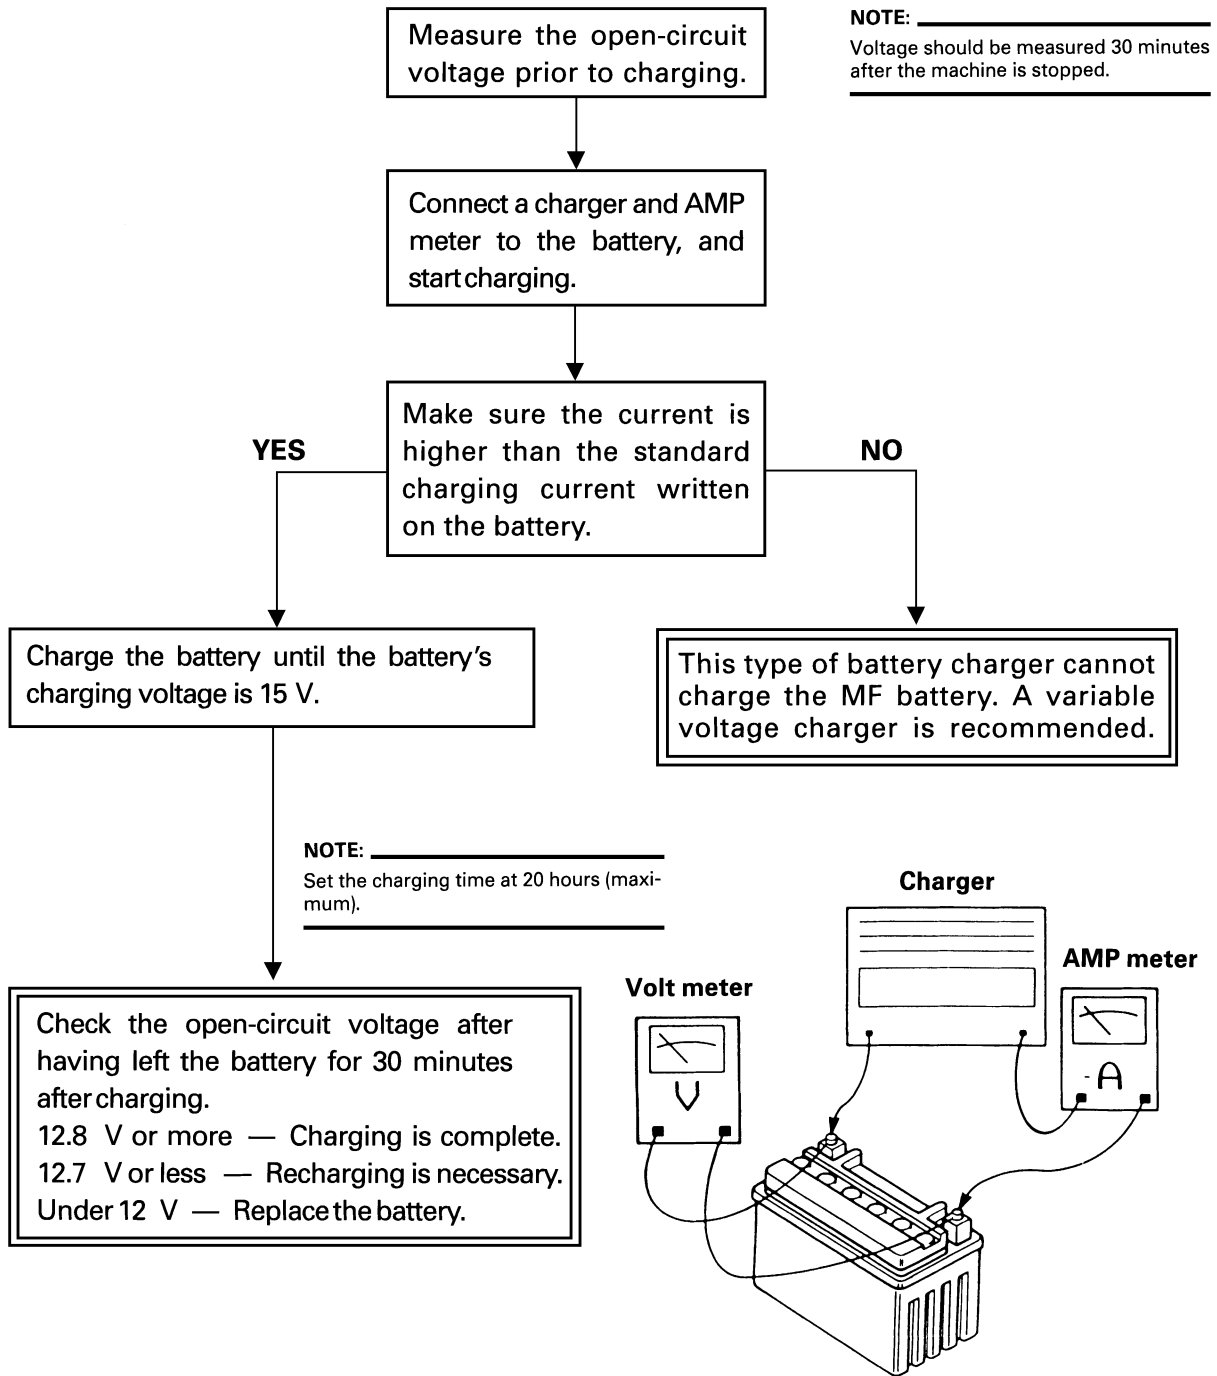 Measure the open-circuit
voltage prior to charging.
NOTE:
Voltage should be measured 30 minutes
after the machine is stopped.
Connect a charger and AMP
meter to the battery, and
start charging.
Make sure the current is
higher than the standard
charging current written
on the battery.
YES
NO
Charge the battery until the battery's
charging voltage is 15 V.
This type of battery charger cannot
charge the MF battery. A variable
voltage charger is recommended.
NOTE:
Set the charging time at 20 hours (maxi-
mum).
Check the open-circuit voltage after
having left the battery for 30 minutes
after charging.
12.8 V or more — Charging is complete.
12.7 V or less — Recharging is necessary.
Under 12 V — Replace the battery.
Charger
AMP meter
Volt meter
A
V